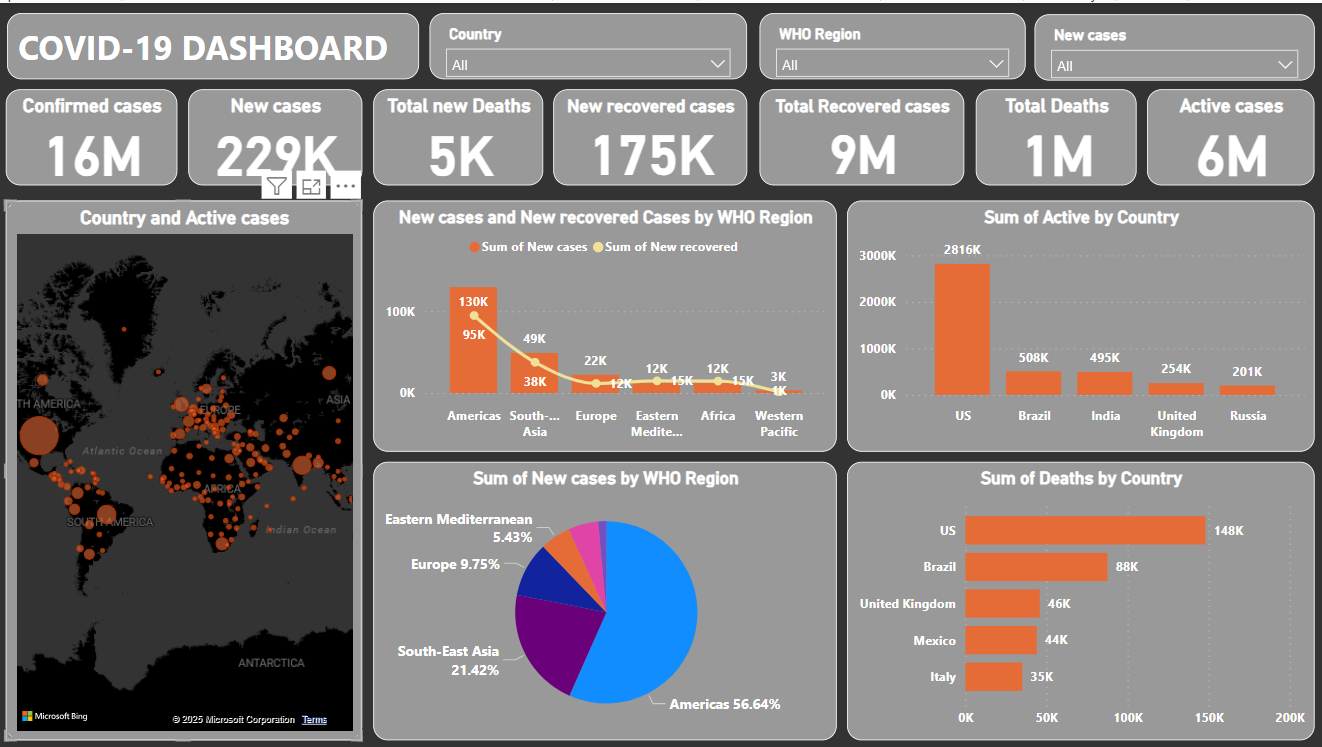 COVID-19 DASHBOARD
Country
All
WHO Region
All
New cases
All
Confirmed cases
16M
New cases
229K
Total new Deaths
5K
New recovered cases
175K
Total Recovered cases
9M
Total Deaths
1M
Active cases
6M
Country and Active cases
TH AMERICA
EUROPE
ASIA
Atlantic Ocean
AFRICA
SOUTH AMERICA
Indian Ocean
ANTARCTICA
Microsoft Bing
© 2025 Microsoft Corporation Terms
New cases and New recovered Cases by WHO Region
Sum of New cases Sum of New recovered
100K
0K
130K
95K
49K
38K
22K
12K
12K
15K
12K
15K
3K
1K
Americas
South-...
Asia
Europe
Eastern
Medite...
Africa
Western
Pacific
Sum of Active by Country
3000K
2000K
1000K
0K
2816K
508K
495K
254K
201K
US
Brazil
India
United
Kingdom
Russia
Sum of New cases by WHO Region
Eastern Mediterranean
5.43%
Europe 9.75%
South-East Asia
21.42%
Americas 56.64%
Sum of Deaths by Country
US
148K
Brazil
88K
United Kingdom
46K
Mexico
44K
Italy
35K
0K
50K
100K
150K
200K